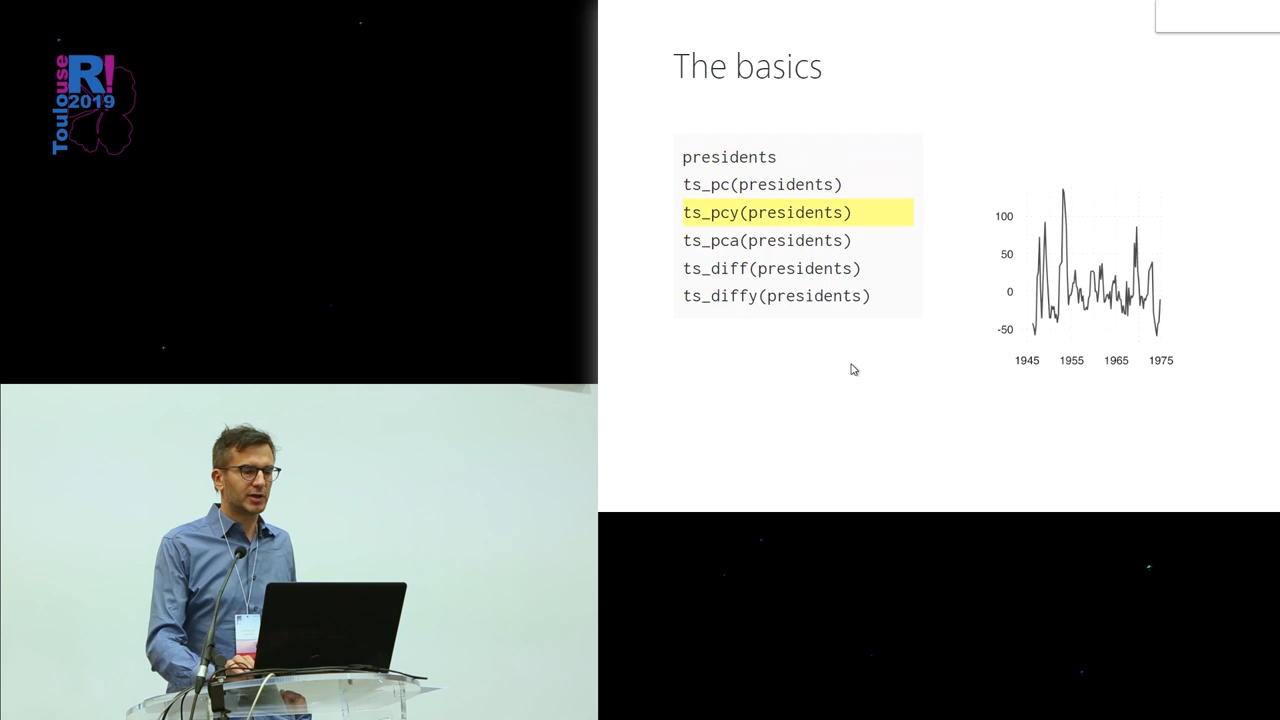 Toulouse
R!
2019
The basics
presidents
ts_pc(presidents)
ts_pcy(presidents)
ts_pca(presidents)
ts_diff(presidents)
ts_diffy(presidents)
100
50
0
-50
1945 1955 1965 1975